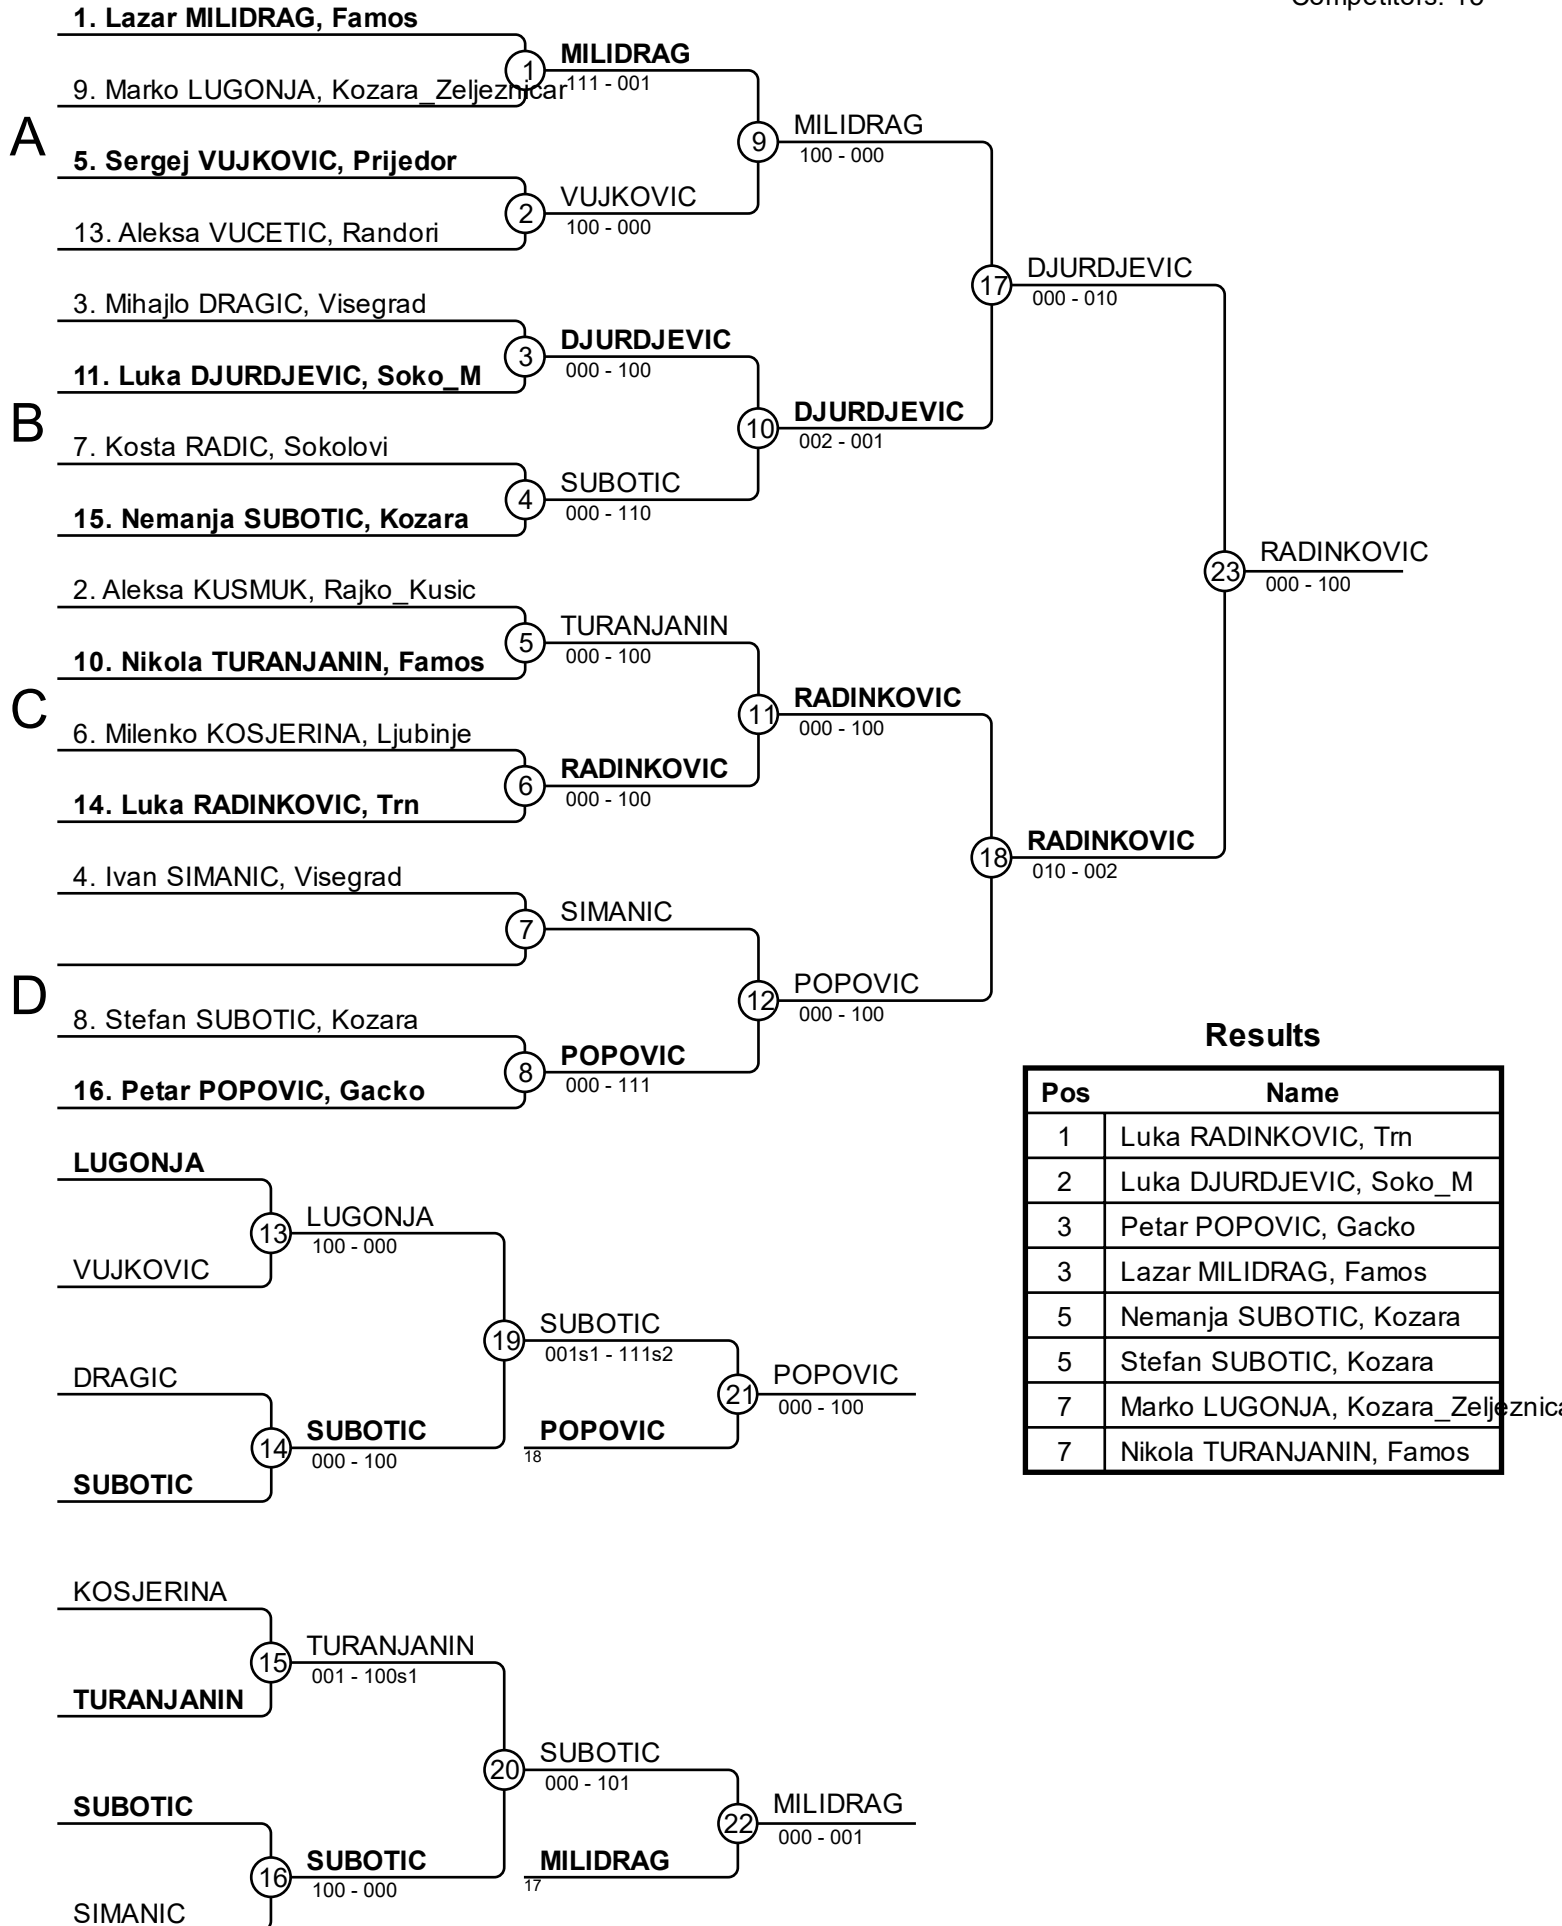 Competitors:
1. Lazar MILIDRAG, Famos
MILIDRAG
1
111 - 001
9. Marko LUGONJA, Kozara_Zeljeznicar
A
MILIDRAG
9
100 - 000
5. Sergej VUJKOVIC, Prijedor
VUJKOVIC
2
100 - 000
13. Aleksa VUCETIC, Randori
DJURDJEVIC
17
000 - 010
3. Mihajlo DRAGIC, Visegrad
DJURDJEVIC
3
000 - 100
11. Luka DJURDJEVIC, Soko_M
B
DJURDJEVIC
10
002 - 001
7. Kosta RADIC, Sokolovi
SUBOTIC
4
000 - 110
15. Nemanja SUBOTIC, Kozara
RADINKOVIC
23
000 - 100
2. Aleksa KUSMUK, Rajko_Kusic
TURANJANIN
5
000 - 100
10. Nikola TURANJANIN, Famos
C
RADINKOVIC
11
000 - 100
6. Milenko KOSJERINA, Ljubinje
RADINKOVIC
6
000 - 100
14. Luka RADINKOVIC, Trn
RADINKOVIC
18
010 - 002
4. Ivan SIMANIC, Visegrad
SIMANIC
7
D
POPOVIC
12
000 - 100
8. Stefan SUBOTIC, Kozara
POPOVIC
8
000 - 111
16. Petar POPOVIC, Gacko
Results
Pos Name
1 Luka RADINKOVIC, Trn
2 Luka DJURDJEVIC, Soko_M
3 Petar POPOVIC, Gacko
3 Lazar MILIDRAG, Famos
5 Nemanja SUBOTIC, Kozara
5 Stefan SUBOTIC, Kozara
7 Marko LUGONJA, Kozara_Zeljeznica
7 Nikola TURANJANIN, Famos
LUGONJA
LUGONJA
13
100 - 000
VUJKOVIC
SUBOTIC
19
001s1 - 111s2
DRAGIC
POPOVIC
21
000 - 100
SUBOTIC
14
000 - 100
POPOVIC
18
SUBOTIC
KOSJERINA
TURANJANIN
15
001 - 100s1
TURANJANIN
SUBOTIC
20
000 - 101
SUBOTIC
MILIDRAG
22
000 - 001
SUBOTIC
16
100 - 000
MILIDRAG
17
SIMANIC